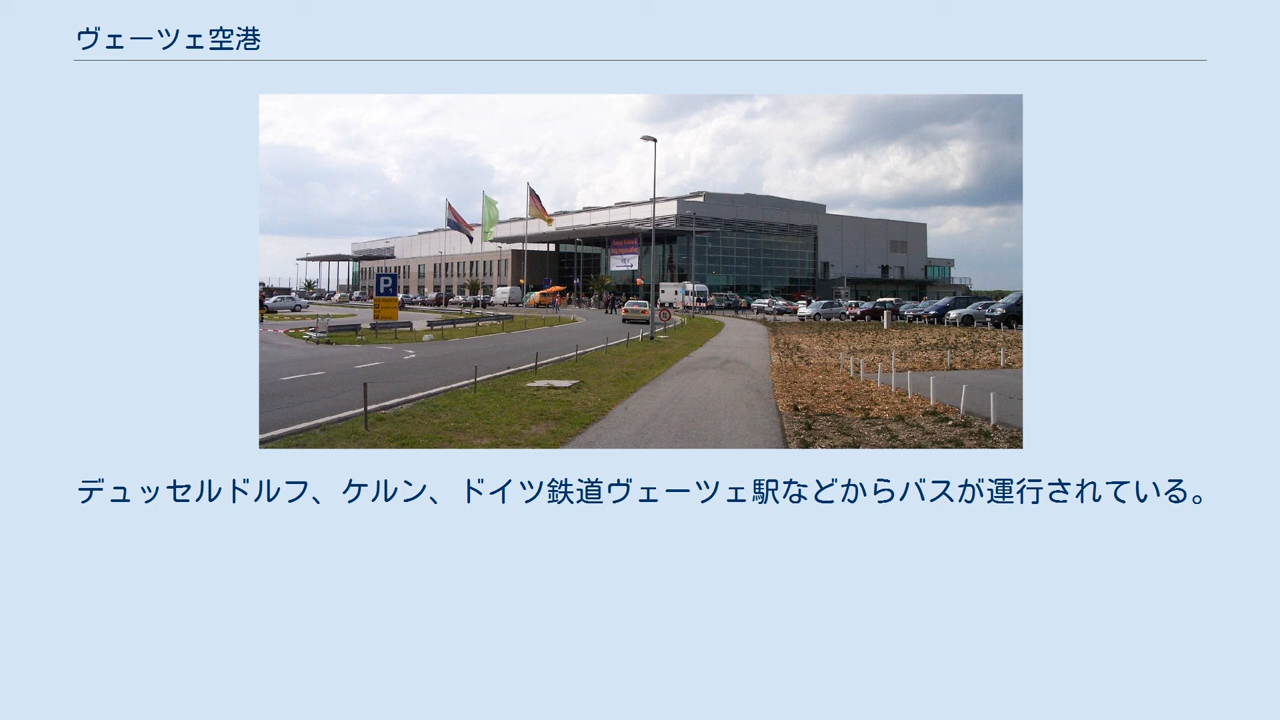 ヴェーツェ空港
P
デュッセルドルフ、ケルン、ドイツ鉄道ヴェーツェ駅などからバスが運行されている。